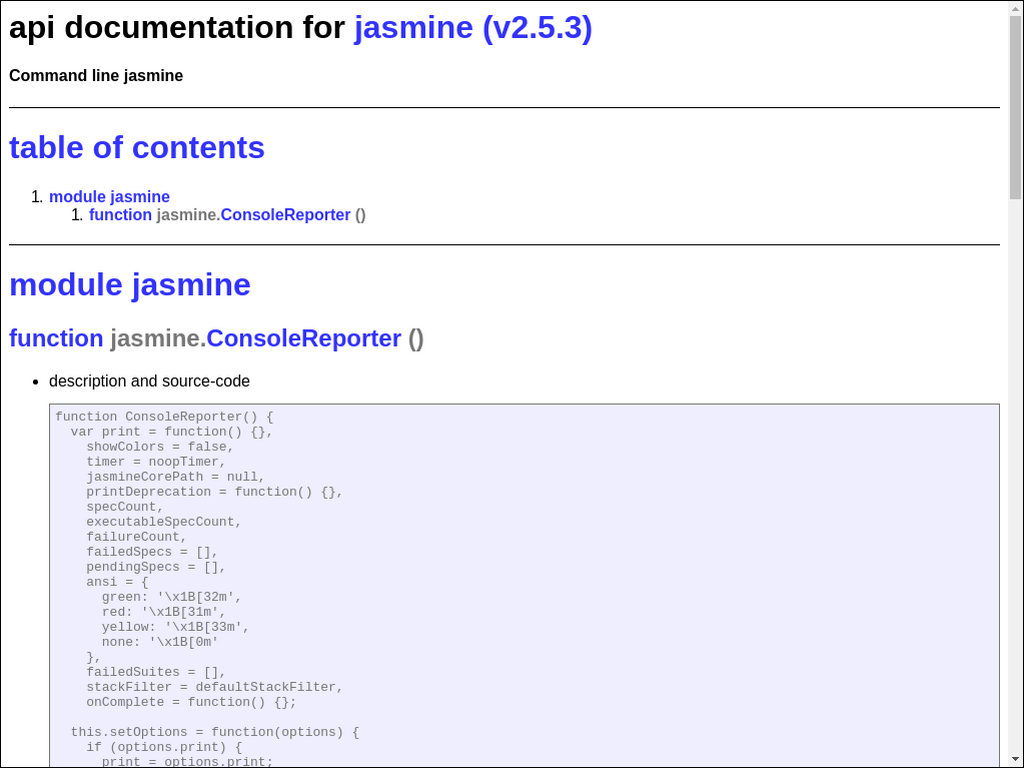 api documentation for jasmine (v2.5.3)
Command line jasmine
table of contents
1. module jasmine
1. function jasmine.ConsoleReporter ()
module jasmine
function jasmine.ConsoleReporter ()
• description and source-code
function ConsoleReporter() {
  var print = function() {},
    showColors = false,
    timer = noopTimer,
    jasmineCorePath = null,
    printDeprecation = function() {},
    specCount,
    executableSpecCount,
    failureCount,
    failedSpecs = [],
    pendingSpecs = [],
    ansi = {
      green: '\x1B[32m',
      red: '\x1B[31m',
      yellow: '\x1B[33m',
      none: '\x1B[0m'
    },
    failedSuites = [],
    stackFilter = defaultStackFilter,
    onComplete = function() {};

  this.setOptions = function(options) {
    if (options.print) {
      print = options.print;